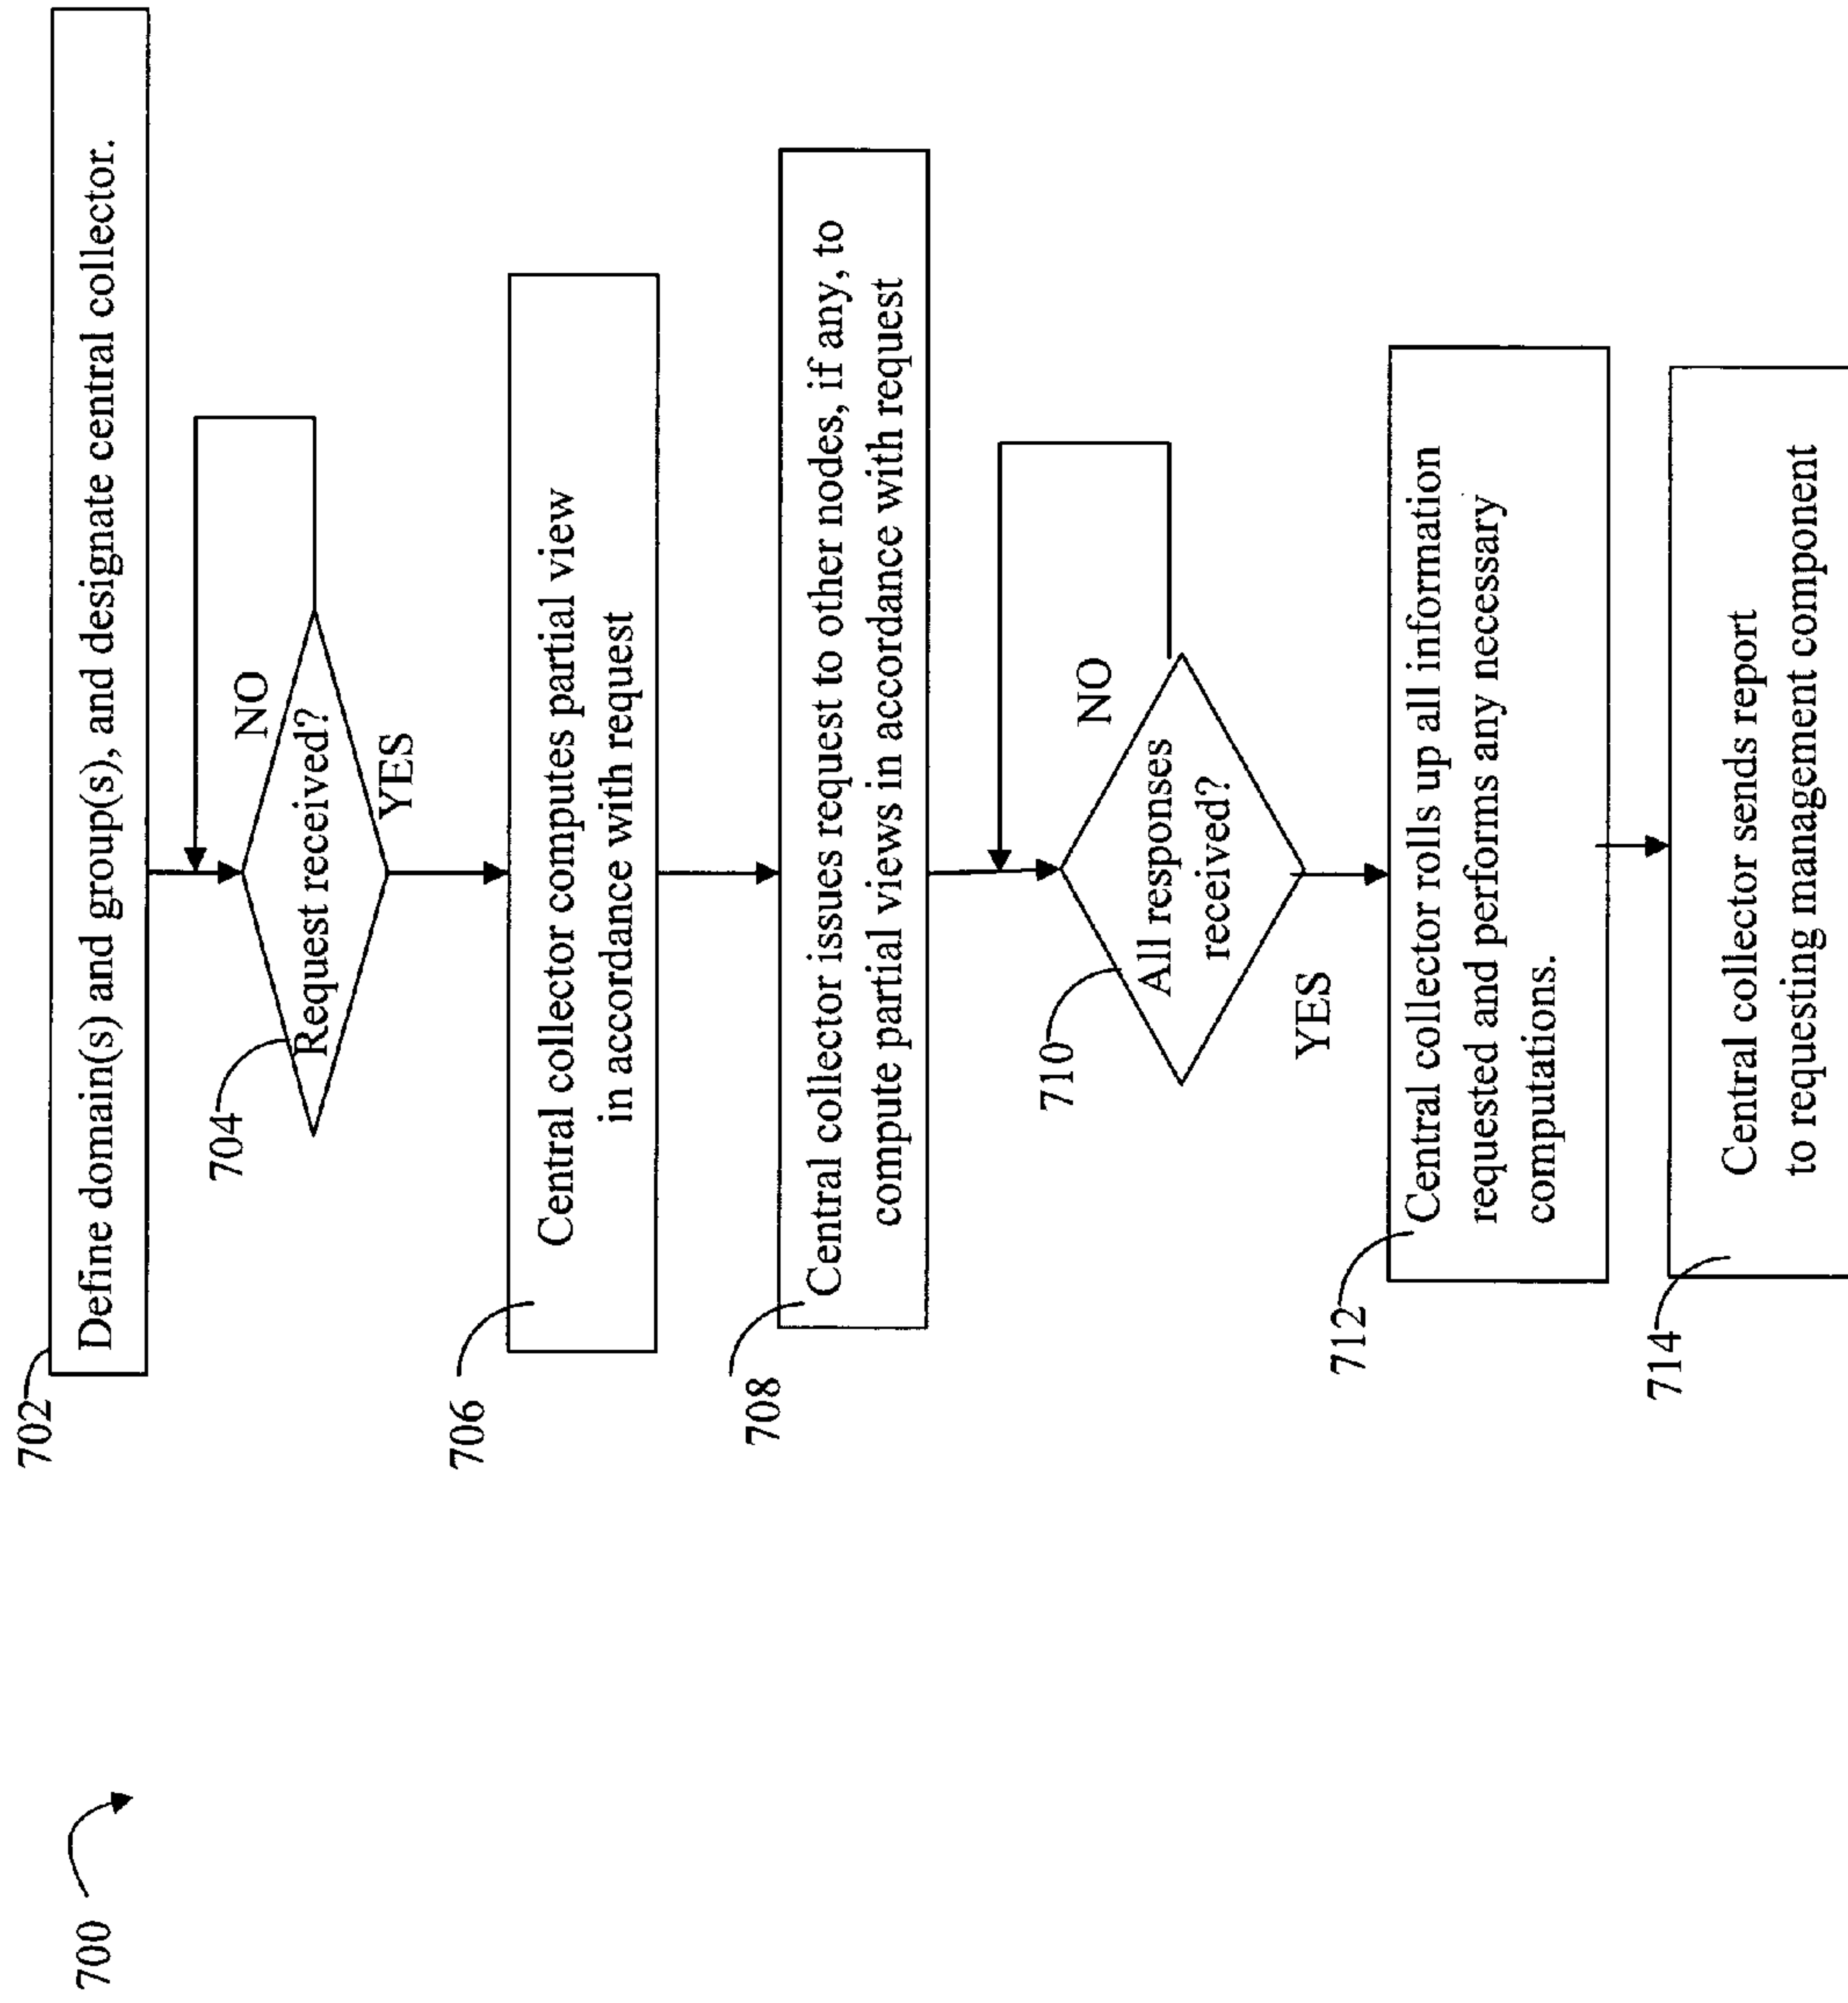 700
702
Define domain(s) and group(s), and designate central collector.
704
Request received?
NO
YES
706
Central collector computes partial view
in accordance with request
708
Central collector issues request to other nodes, if any, to
compute partial views in accordance with request
710
All responses
received?
NO
YES
712
Central collector rolls up all information
requested and performs any necessary
computations.
714
Central collector sends report
to requesting management component